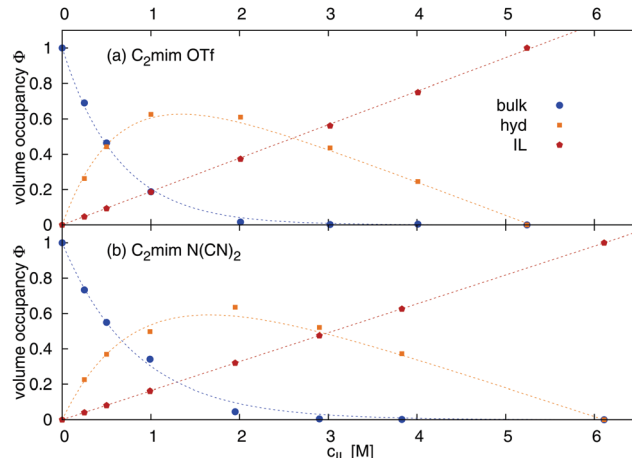 0 1 2 3 4 5 6
(a) C₂mim OTf
volume occupancy Φ
1
0.8
0.6
0.4
0.2
0
bulk
hyd
IL
(b) C₂mim N(CN)₂
volume occupancy Φ
1
0.8
0.6
0.4
0.2
0
0 1 2 3 4 5 6
c_IL [M]